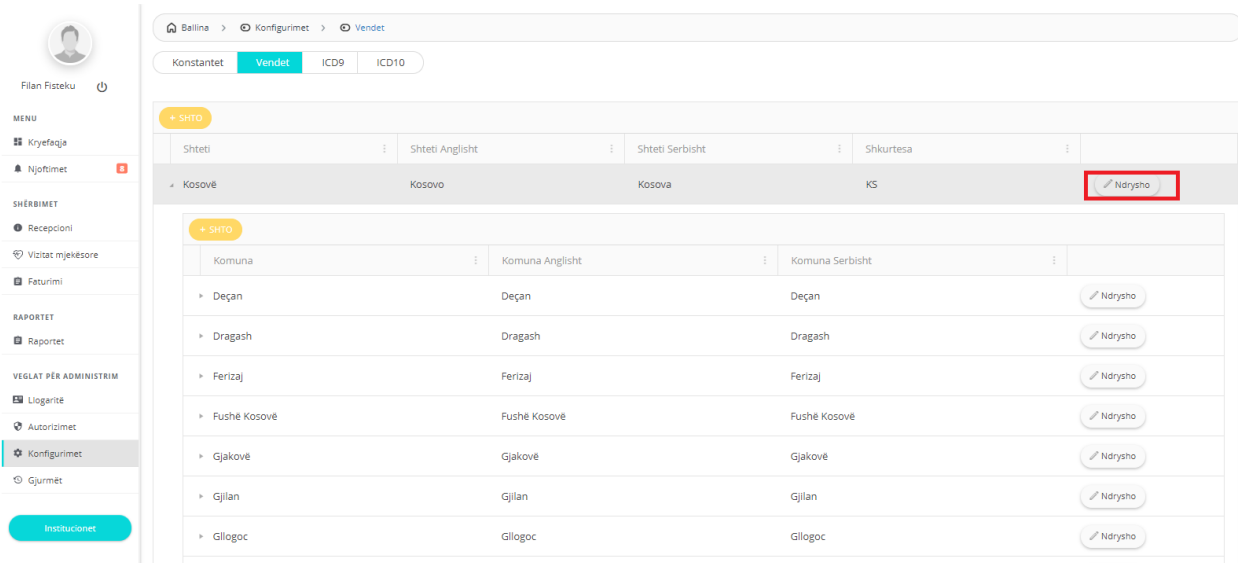 Ballina > Konfigurimet > Vendet
Konstantet Vendet ICD9 ICD10
Filan Fisteku
MENU
Kryefaqja
Njoftimet 8
SHËRBIMET
Recepcioni
Vizitat mjekësore
Faturimi
RAPORTET
Raportet
VEGLAT PËR ADMINISTRIM
Llogaritë
Autorizimet
Konfigurimet
Gjurmët
Institucionet
+ SHTO
Shteti Shteti Anglisht Shteti Serbisht Shkurtesa
Kosovë Kosovo Kosova KS Ndrysho
+ SHTO
Komuna Komuna Anglisht Komuna Serbisht
Deçan Deçan Deçan Ndrysho
Dragash Dragash Dragash Ndrysho
Ferizaj Ferizaj Ferizaj Ndrysho
Fushë Kosovë Fushë Kosovë Fushë Kosovë Ndrysho
Gjakovë Gjakovë Gjakovë Ndrysho
Gjilan Gjilan Gjilan Ndrysho
Gllogoc Gllogoc Gllogoc Ndrysho